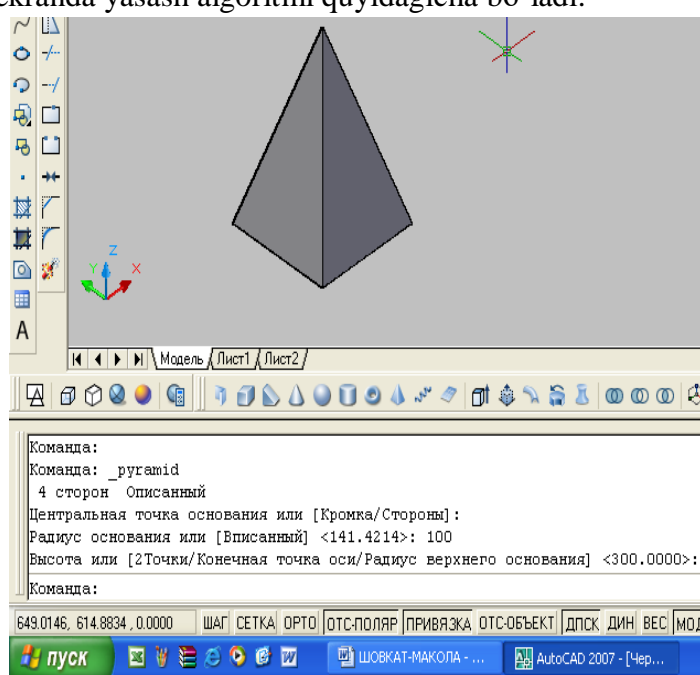 ekranda yasash algoritmi quyidagicha bo'ladi:
A
Z
Y
X
Модель
Лист1
Лист2
Команда:
Команда: _pyramid
4 сторон Описанный
Центральная точка основания или [Кромка/Стороны]:
Радиус основания или [Вписанный] <141.4214>: 100
Высота или [2Точки/Конечная точка оси/Радиус верхнего основания] <300.0000>:
Команда:
649.0146, 614.8834 , 0.0000 ШАГ СЕТКА ОРТО ОТС-ПОЛЯР ПРИВЯЗКА ОТС-ОБЪЕКТ ДПСК ДИН ВЕС МОД
пуск ШОВКАТ-МАКОЛА - ... AutoCAD 2007 - [Чер...